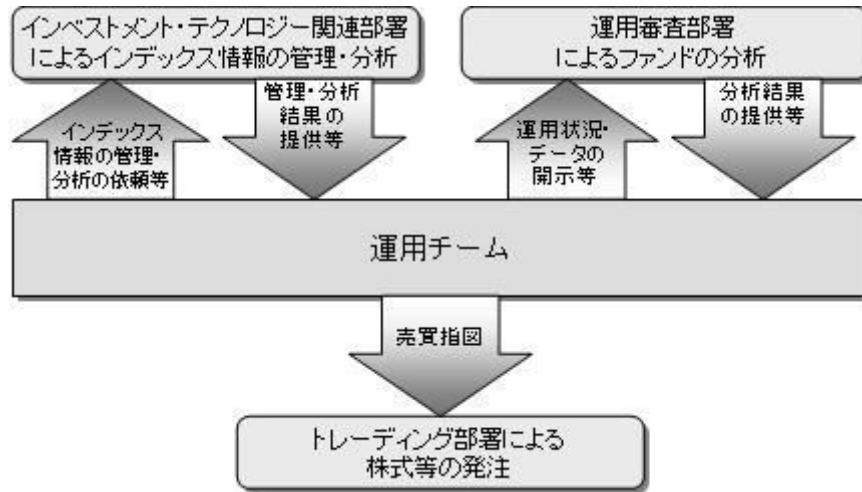 インベストメント・テクノロジー関連部署
によるインデックス情報の管理・分析
運用審査部署
によるファンドの分析
インデックス
情報の管理・
分析の依頼等
管理・分析
結果の
提供等
運用状況・
データの
開示等
分析結果
の提供等
運用チーム
売買指図
トレーディング部署による
株式等の発注